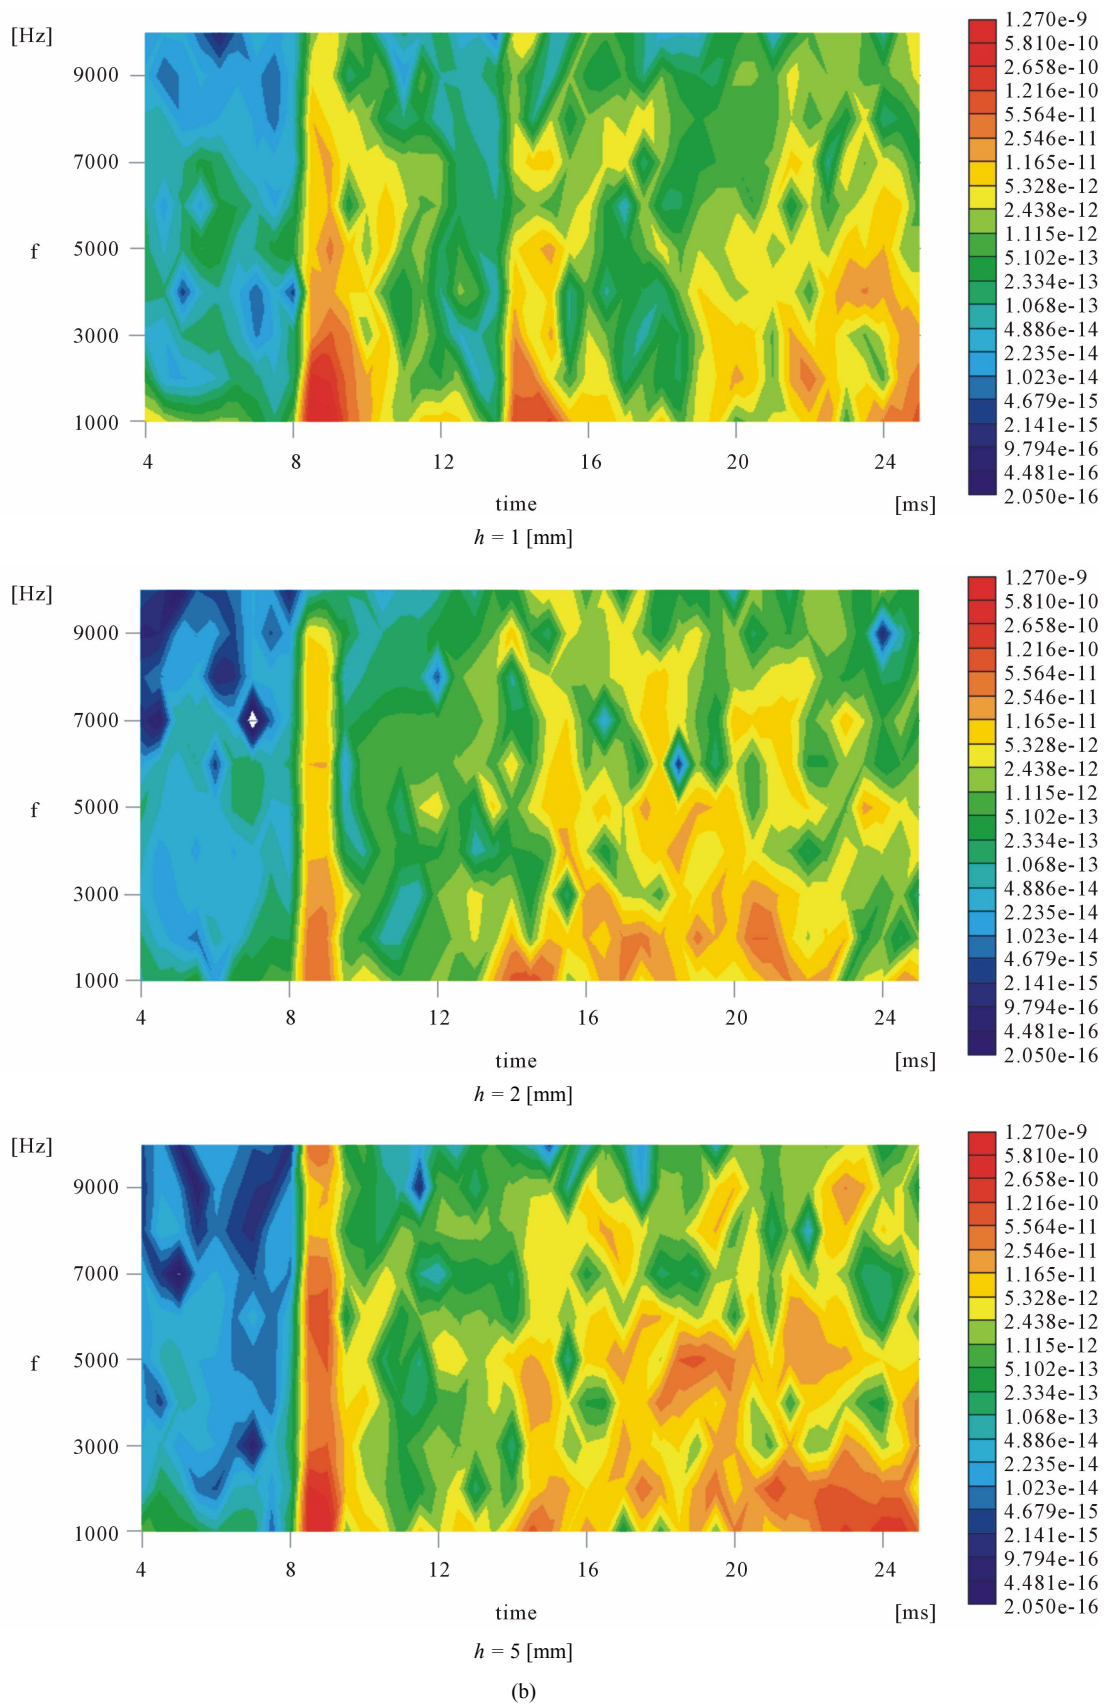 [Hz]
9000
7000
f
5000
3000
1000
4 8 12 16 20 24
time [ms]
1.270e-9
5.810e-10
2.658e-10
1.216e-10
5.564e-11
2.546e-11
1.165e-11
5.328e-12
2.438e-12
1.115e-12
5.102e-13
2.334e-13
1.068e-13
4.886e-14
2.235e-14
1.023e-14
4.679e-15
2.141e-15
9.794e-16
4.481e-16
2.050e-16
h = 1 [mm]
[Hz]
9000
7000
f
5000
3000
1000
4 8 12 16 20 24
time [ms]
1.270e-9
5.810e-10
2.658e-10
1.216e-10
5.564e-11
2.546e-11
1.165e-11
5.328e-12
2.438e-12
1.115e-12
5.102e-13
2.334e-13
1.068e-13
4.886e-14
2.235e-14
1.023e-14
4.679e-15
2.141e-15
9.794e-16
4.481e-16
2.050e-16
h = 2 [mm]
[Hz]
9000
7000
f
5000
3000
1000
4 8 12 16 20 24
time [ms]
1.270e-9
5.810e-10
2.658e-10
1.216e-10
5.564e-11
2.546e-11
1.165e-11
5.328e-12
2.438e-12
1.115e-12
5.102e-13
2.334e-13
1.068e-13
4.886e-14
2.235e-14
1.023e-14
4.679e-15
2.141e-15
9.794e-16
4.481e-16
2.050e-16
h = 5 [mm]
(b)